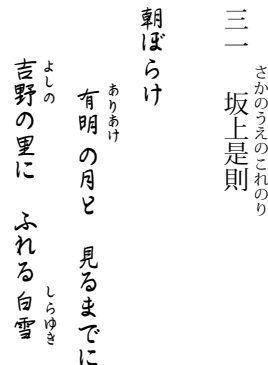 三一
坂上是則
さかのうえのこれのり
朝ぼらけ
有明の月と 見るまでに
ありあけ
吉野の里に ふれる白雪
よしの
しらゆき